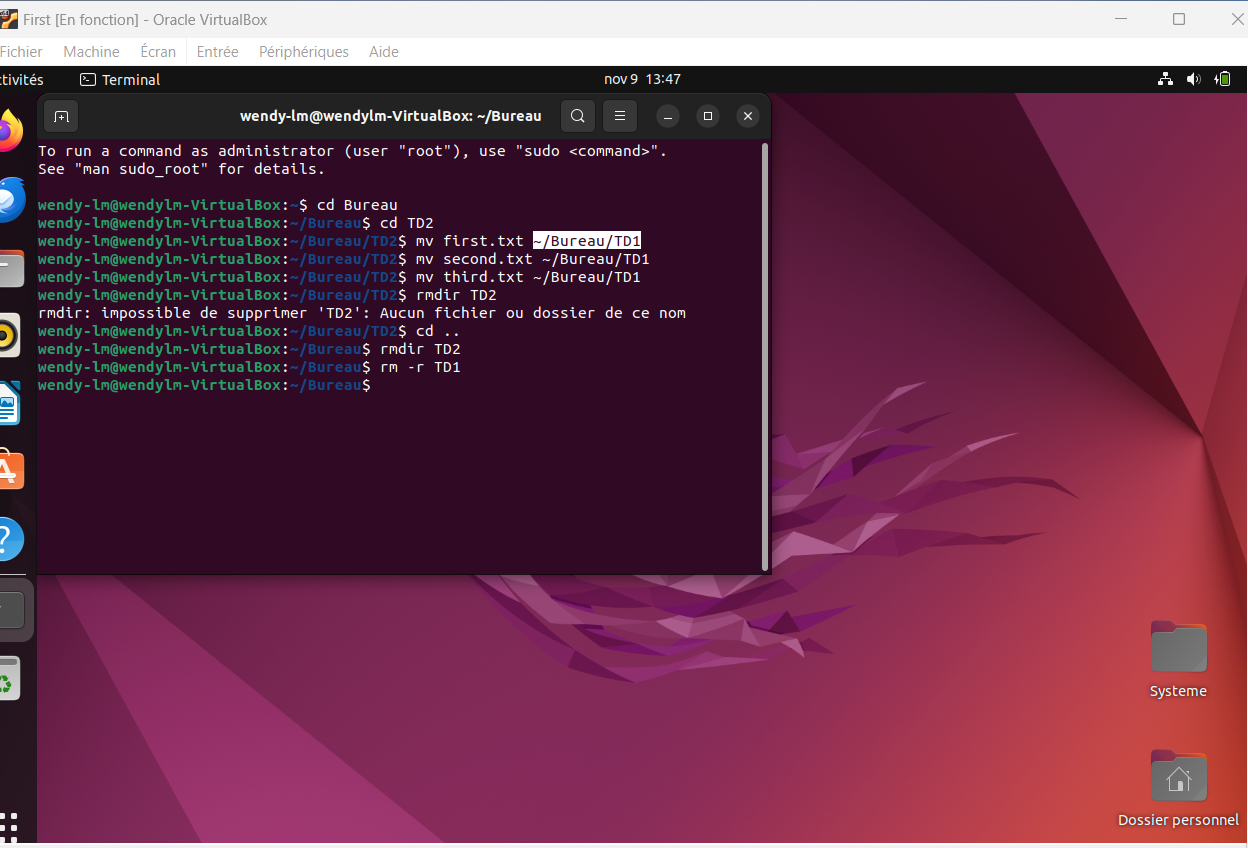 First [En fonction] - Oracle VirtualBox
Fichier Machine Écran Entrée Périphériques Aide
tivités Terminal nov 9 13:47
wendy-lm@wendylm-VirtualBox: ~/Bureau
To run a command as administrator (user "root"), use "sudo <command>".
See "man sudo_root" for details.
wendy-lm@wendylm-VirtualBox:~$ cd Bureau
wendy-lm@wendylm-VirtualBox:~/Bureau$ cd TD2
wendy-lm@wendylm-VirtualBox:~/Bureau/TD2$ mv first.txt ~/Bureau/TD1
wendy-lm@wendylm-VirtualBox:~/Bureau/TD2$ mv second.txt ~/Bureau/TD1
wendy-lm@wendylm-VirtualBox:~/Bureau/TD2$ mv third.txt ~/Bureau/TD1
wendy-lm@wendylm-VirtualBox:~/Bureau/TD2$ rmdir TD2
rmdir: impossible de supprimer 'TD2': Aucun fichier ou dossier de ce nom
wendy-lm@wendylm-VirtualBox:~/Bureau/TD2$ cd ..
wendy-lm@wendylm-VirtualBox:~/Bureau$ rmdir TD2
wendy-lm@wendylm-VirtualBox:~/Bureau$ rm -r TD1
wendy-lm@wendylm-VirtualBox:~/Bureau$
Systeme
Dossier personnel